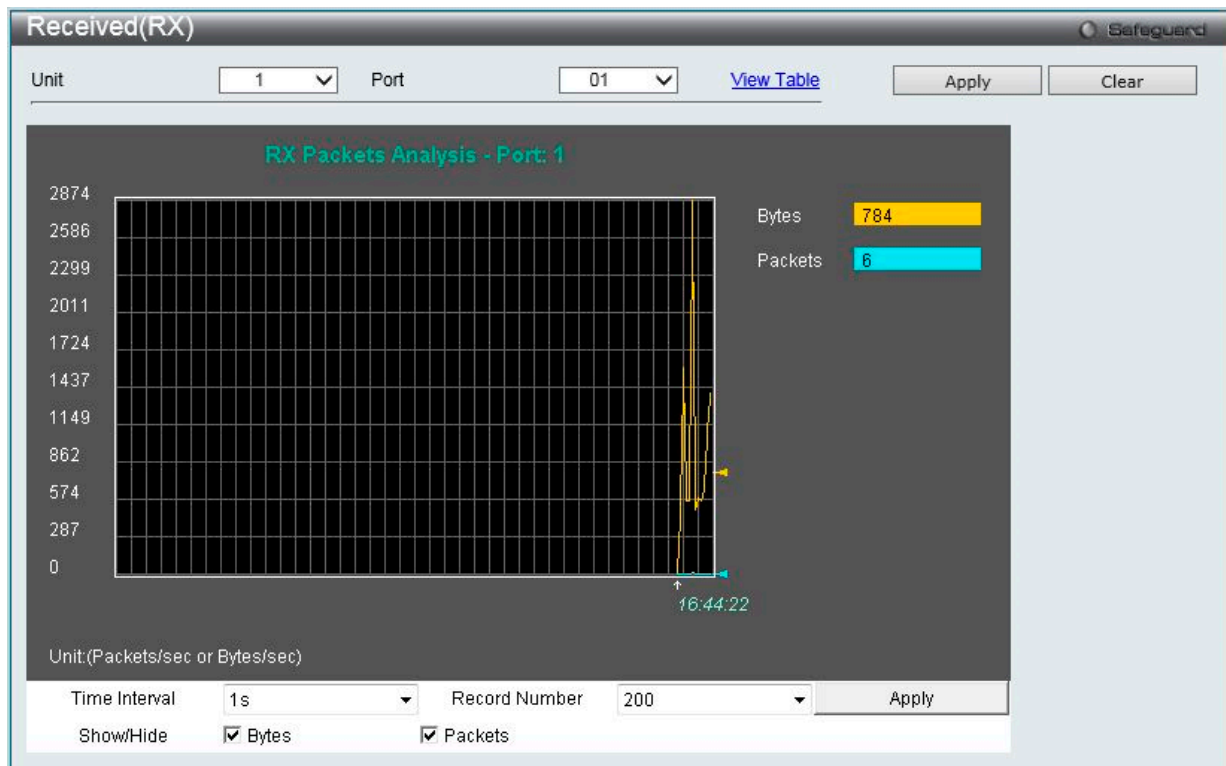 Received(RX)
Safeguard
Unit 1 Port 01 View Table Apply Clear
RX Packets Analysis - Port: 1
2874
2586
2299
2011
1724
1437
1149
862
574
287
0
Bytes 784
Packets 6
16:44:22
Unit:(Packets/sec or Bytes/sec)
Time Interval 1s Record Number 200 Apply
Show/Hide Bytes Packets